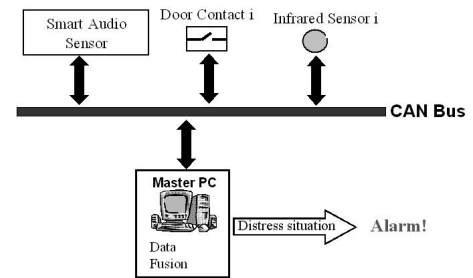 Smart Audio
Sensor
Door Contact i
Infrared Sensor i
CAN Bus
Master PC
Data
Fusion
Distress situation
Alarm!